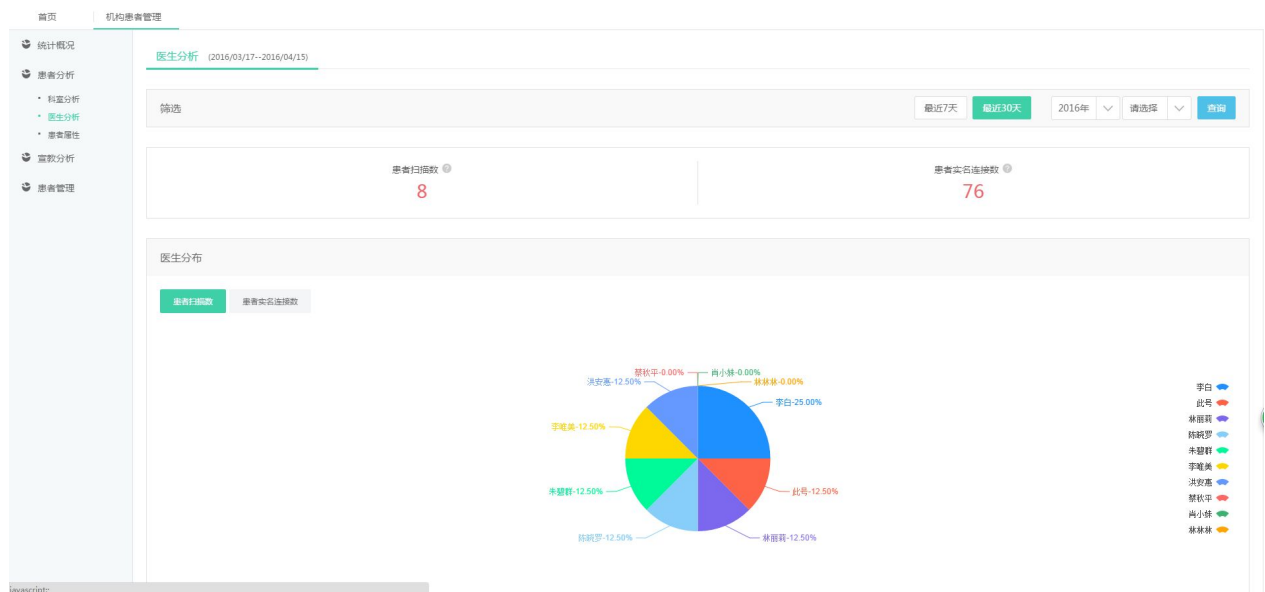 首页 机构患者管理
统计概况
患者分析
科室分析
医生分析
患者属性
宣教分析
患者管理
医生分析 (2016/03/17--2016/04/15)
筛选 最近7天 最近30天 2016年 请选择 查询
患者扫描数 患者实名连接数
8 76
医生分布
患者扫描数 患者实名连接数
蔡秋平-0.00% 肖小妹-0.00%
洪安惠-12.50% 林林林-0.00%
李白-25.00%
李唯美-12.50%
朱碧群-12.50% 此号-12.50%
陈皖罗-12.50% 林丽莉-12.50%
李白
此号
林丽莉
陈皖罗
朱碧群
李唯美
洪安惠
蔡秋平
肖小妹
林林林
javascript:;